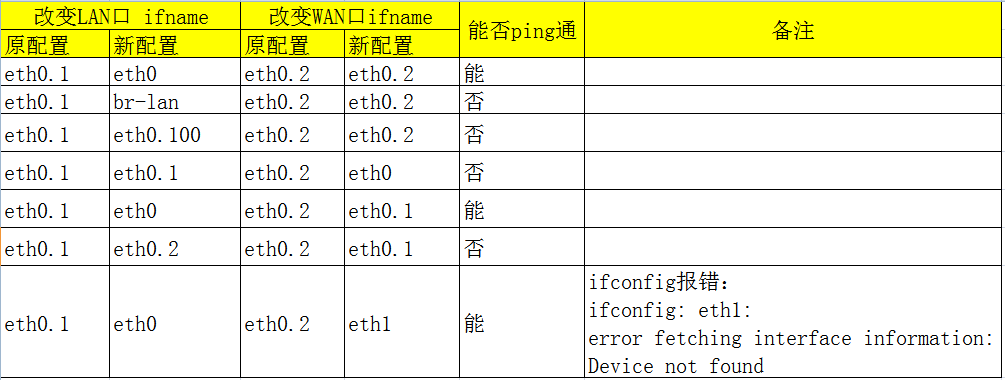 改变LAN口 ifname 改变WAN口ifname 能否ping通 备注
原配置 新配置 原配置 新配置
eth0.1 eth0 eth0.2 eth0.2 能
eth0.1 br-lan eth0.2 eth0.2 否
eth0.1 eth0.100 eth0.2 eth0.2 否
eth0.1 eth0.1 eth0.2 eth0 否
eth0.1 eth0 eth0.2 eth0.1 能
eth0.1 eth0.2 eth0.2 eth0.1 否
eth0.1 eth0 eth0.2 eth1 能
ifconfig报错：
ifconfig: eth1:
error fetching interface information:
Device not found